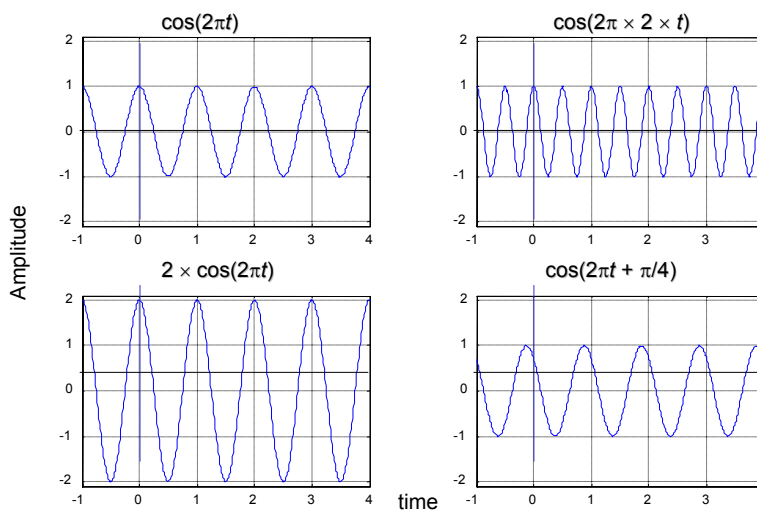 cos(2πt)
2
1
0
-1
-2
-1 0 1 2 3 4
cos(2π × 2 × t)
2
1
0
-1
-2
-1 0 1 2 3
Amplitude
2 × cos(2πt)
2
1
0
-1
-2
-1 0 1 2 3 4
cos(2πt + π/4)
2
1
0
-1
-2
-1 0 1 2 3
time